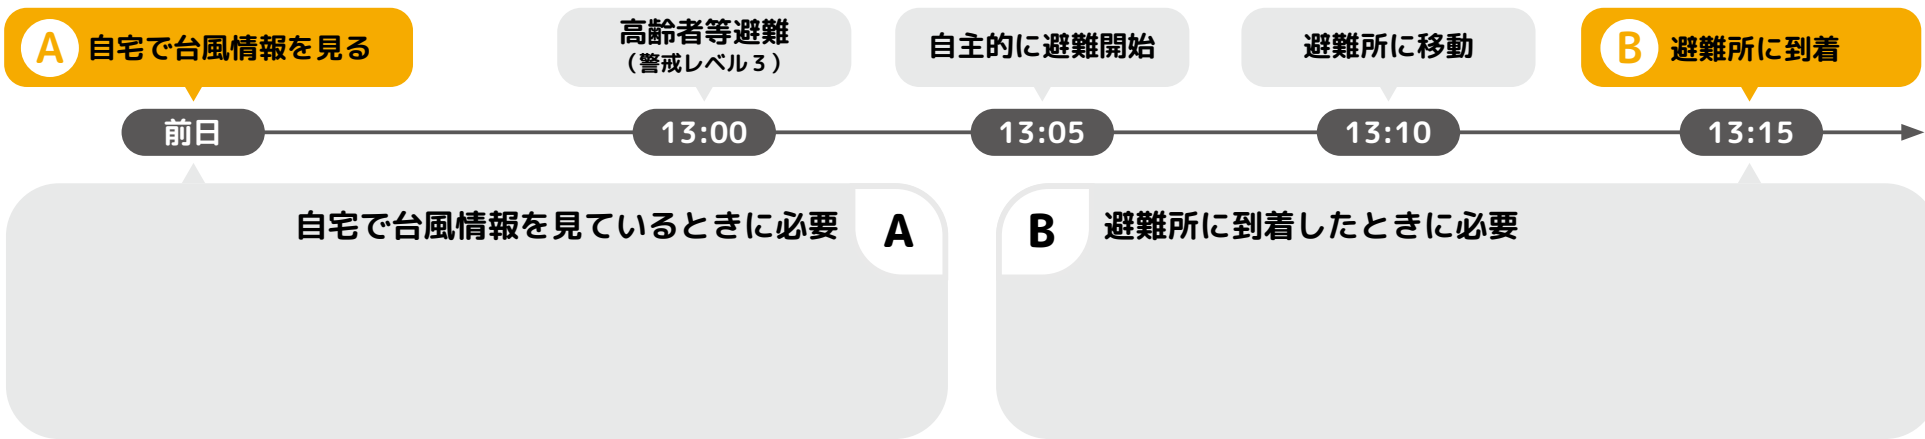 A 自宅で台風情報を見る
高齢者等避難
（警戒レベル３）
自主的に避難開始
避難所に移動
B 避難所に到着
前日
13:00
13:05
13:10
13:15
自宅で台風情報を見ているときに必要 A
B 避難所に到着したときに必要